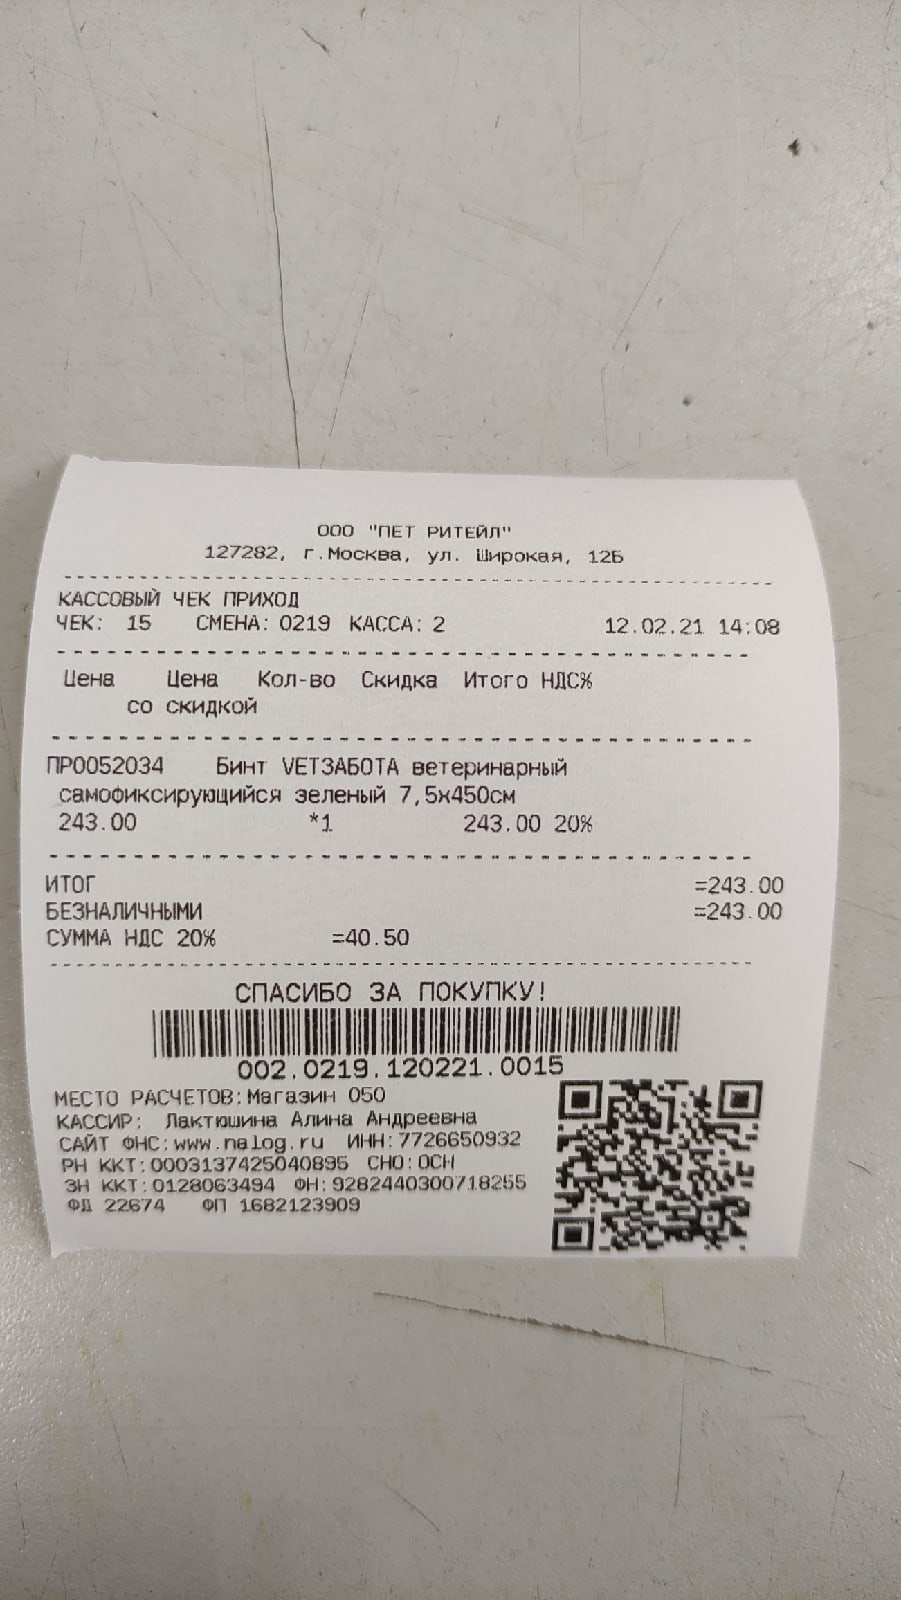 ООО "ПЕТ РИТЕЙЛ"
127282, г.Москва, ул. Широкая, 12Б
КАССОВЫЙ ЧЕК ПРИХОД
ЧЕК: 15 СМЕНА: 0219 КАССА: 2 12.02.21 14:08
Цена Цена Кол-во Скидка Итого НДС%
со скидкой
ПР0052034 Бинт VETЗАБОТА ветеринарный
самофиксирующийся зеленый 7,5х450см
243.00 *1 243.00 20%
ИТОГ =243.00
БЕЗНАЛИЧНЫМИ =243.00
СУММА НДС 20% =40.50
СПАСИБО ЗА ПОКУПКУ!
002.0219.120221.0015
МЕСТО РАСЧЕТОВ: Магазин 050
КАССИР: Лактюшина Алина Андреевна
САЙТ ФНС: www.nalog.ru ИНН: 7726650932
РН ККТ: 0003137425040895 СНО: ОСН
ЗН ККТ: 0128063494 ФН: 9282440300718255
ФД 22674 ФП 1682123909